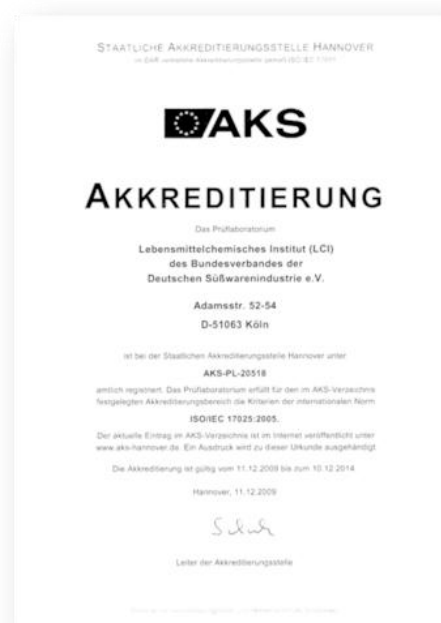 STAATLICHE AKKREDITIERUNGSSTELLE HANNOVER
AKS
AKKREDITIERUNG
Das Prüflaboratorium
Lebensmittelchemisches Institut (LCI)
des Bundesverbandes der
Deutschen Süßwarenindustrie e.V.
Adamsstr. 52-54
D-51063 Köln
ist bei der Staatlichen Akkreditierungsstelle Hannover unter
AKS-PL-20518
amtlich registriert. Das Prüflaboratorium erfüllt für den im AKS-Verzeichnis
festgelegten Akkreditierungsbereich die Kriterien der internationalen Norm
ISO/IEC 17025:2005.
Der aktuelle Eintrag im AKS-Verzeichnis ist im Internet veröffentlicht unter
www.aks-hannover.de. Ein Ausdruck wird zu dieser Urkunde ausgehändigt
Die Akkreditierung ist gültig vom 11.12.2009 bis zum 10.12.2014
Hannover, 11.12.2009
Leiter der Akkreditierungsstelle